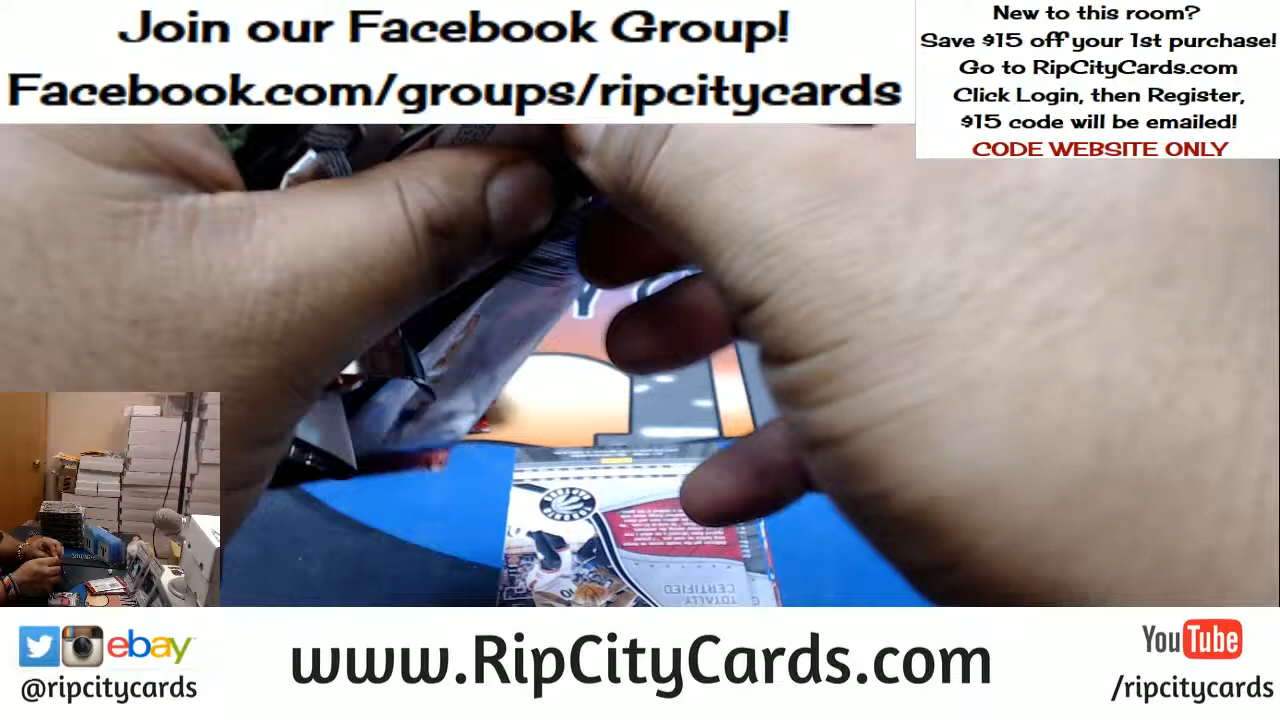 Join our Facebook Group!
Facebook.com/groups/ripcitycards
New to this room?
Save $15 off your 1st purchase!
Go to RipCityCards.com
Click Login, then Register,
$15 code will be emailed!
CODE WEBSITE ONLY
TOTALLY
CERTIFIED
ebay
@ripcitycards
www.RipCityCards.com
YouTube
/ripcitycards